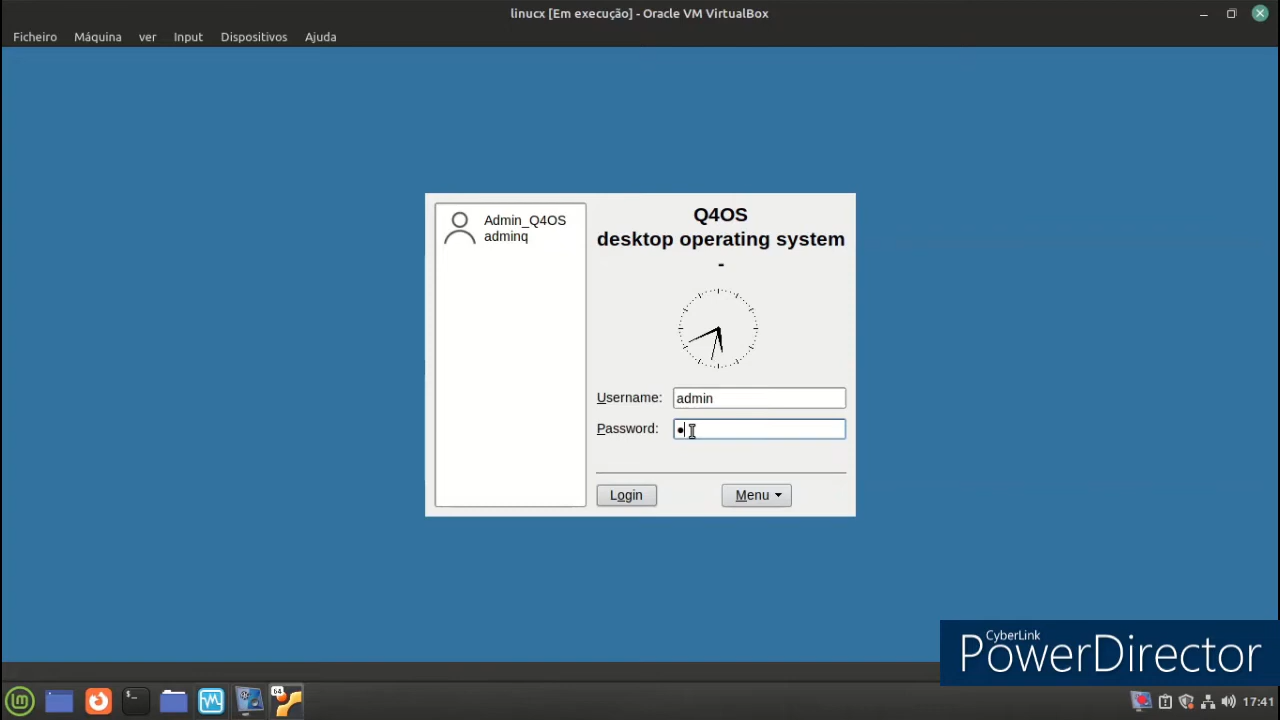 linucx [Em execução] - Oracle VM VirtualBox
Ficheiro Máquina ver Input Dispositivos Ajuda
Admin_Q4OS
adminq
Q4OS
desktop operating system
-
Username: admin
Password: ●
Login Menu
CyberLink
PowerDirector
64
17:41